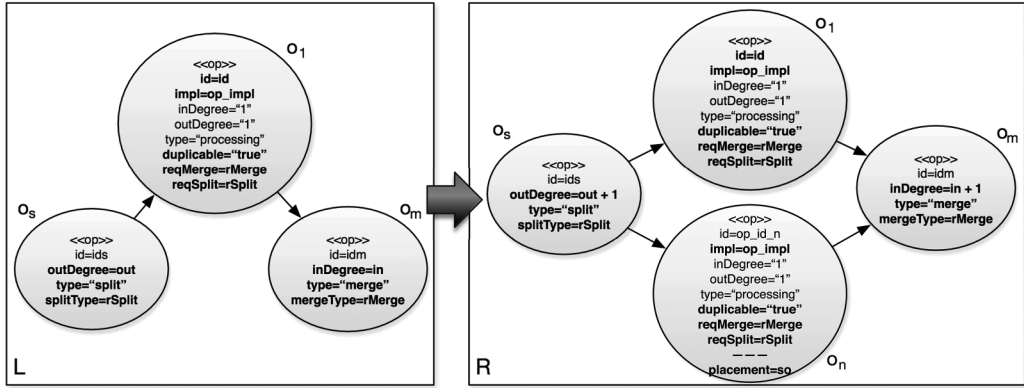 O1
<<op>>
id=id
impl=op_impl
inDegree="1"
outDegree="1"
type="processing"
duplicable="true"
reqMerge=rMerge
reqSplit=rSplit
Os
<<op>>
id=ids
outDegree=out
type="split"
splitType=rSplit
Om
<<op>>
id=idm
inDegree=in
type="merge"
mergeType=rMerge
L
O1
<<op>>
id=id
impl=op_impl
inDegree="1"
outDegree="1"
type="processing"
duplicable="true"
reqMerge=rMerge
reqSplit=rSplit
Os
<<op>>
id=ids
outDegree=out + 1
type="split"
splitType=rSplit
Om
<<op>>
id=idm
inDegree=in + 1
type="merge"
mergeType=rMerge
<<op>>
id=op_id_n
impl=op_impl
inDegree="1"
outDegree="1"
type="processing"
duplicable="true"
reqMerge=rMerge
reqSplit=rSplit
– – –
placement=so
On
R